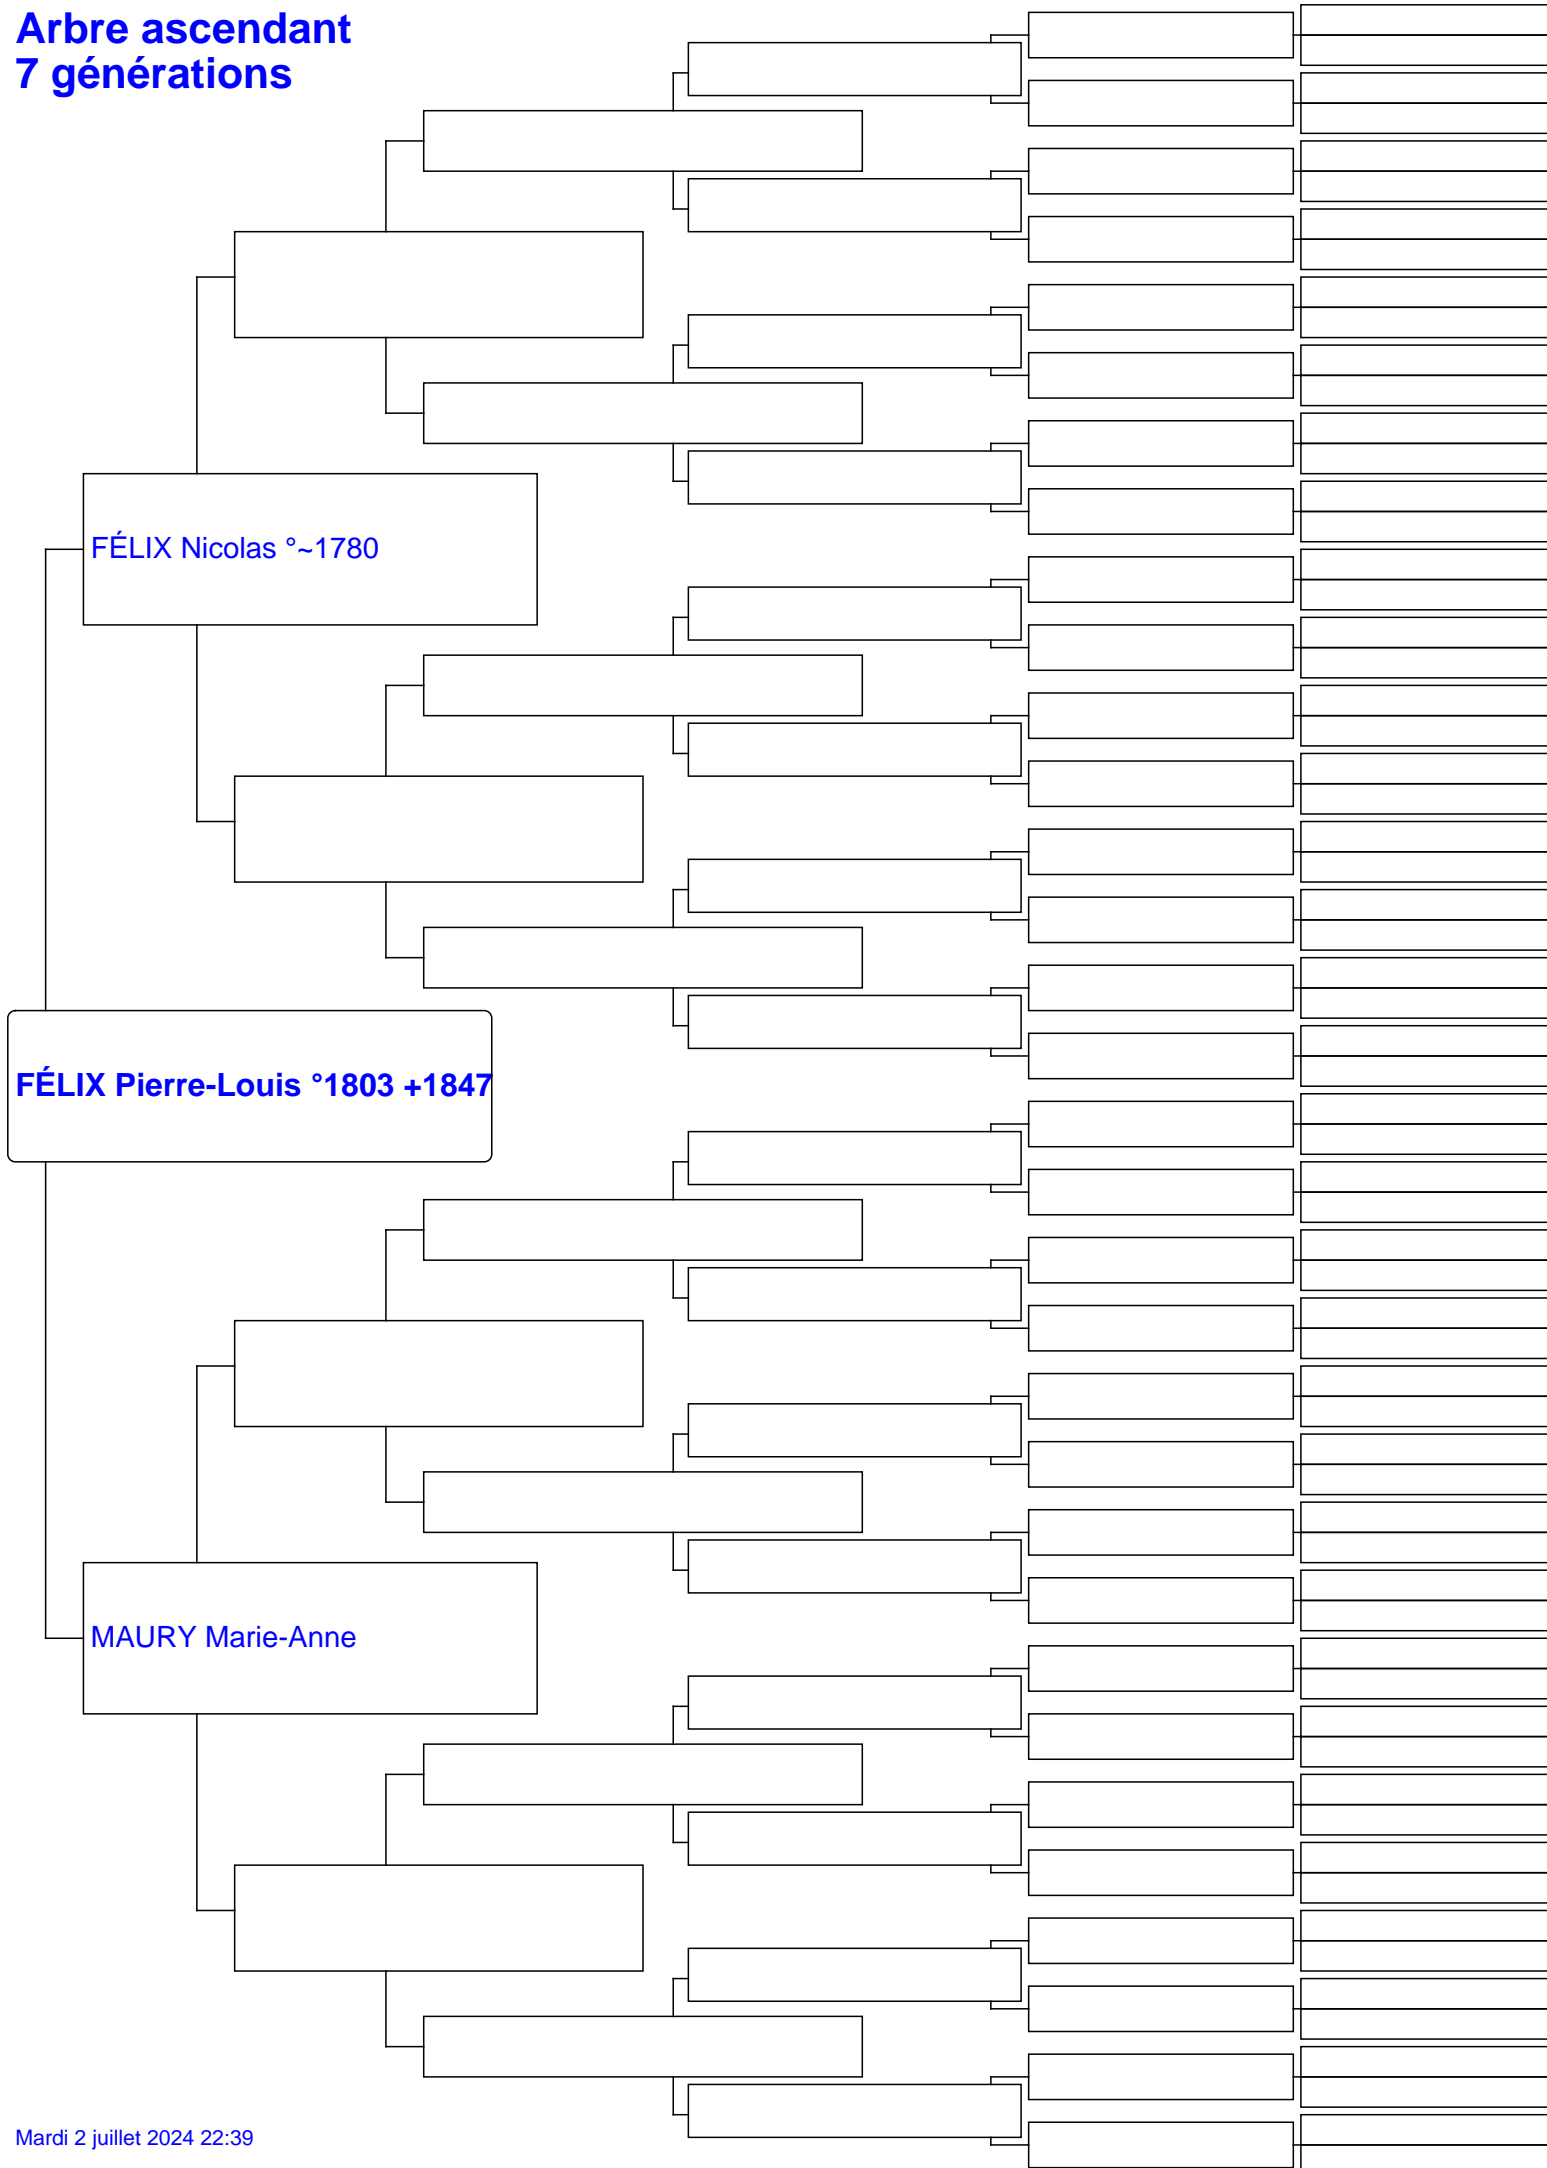 Arbre ascendant
7 générations
FÉLIX Nicolas °~1780
FÉLIX Pierre-Louis °1803 +1847
MAURY Marie-Anne
Mardi 2 juillet 2024 22:39